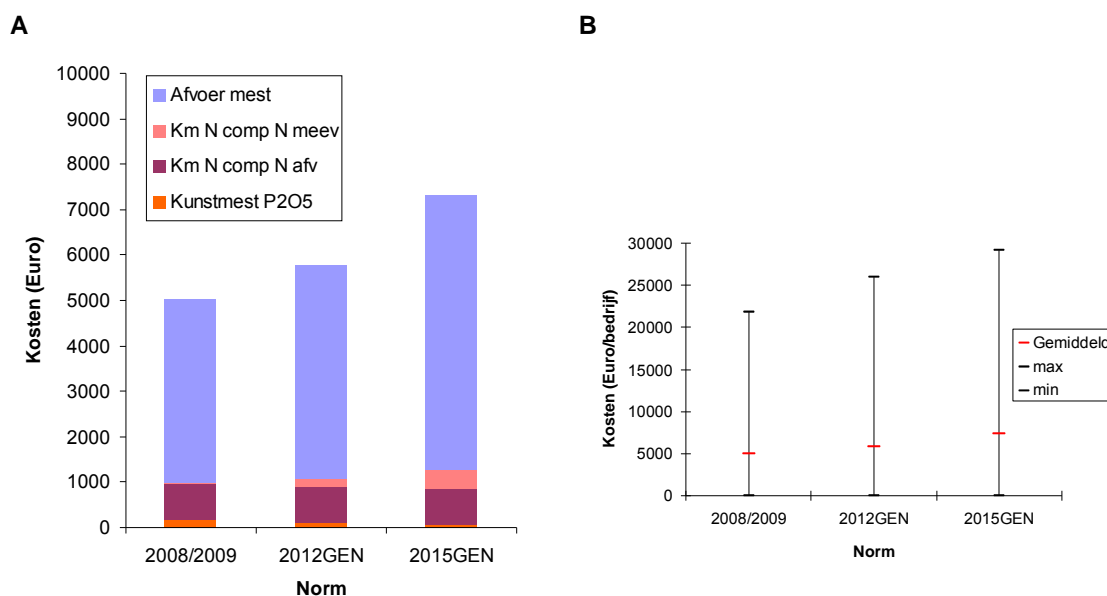 A
10000
9000
8000
7000
6000
5000
4000
3000
2000
1000
0
Kosten (Euro)
Afvoer mest
Km N comp N meev
Km N comp N afv
Kunstmest P2O5
2008/2009 2012GEN 2015GEN
Norm
B
30000
25000
20000
15000
10000
5000
0
Kosten (Euro/bedrijf)
Gemiddeld
max
min
2008/2009 2012GEN 2015GEN
Norm